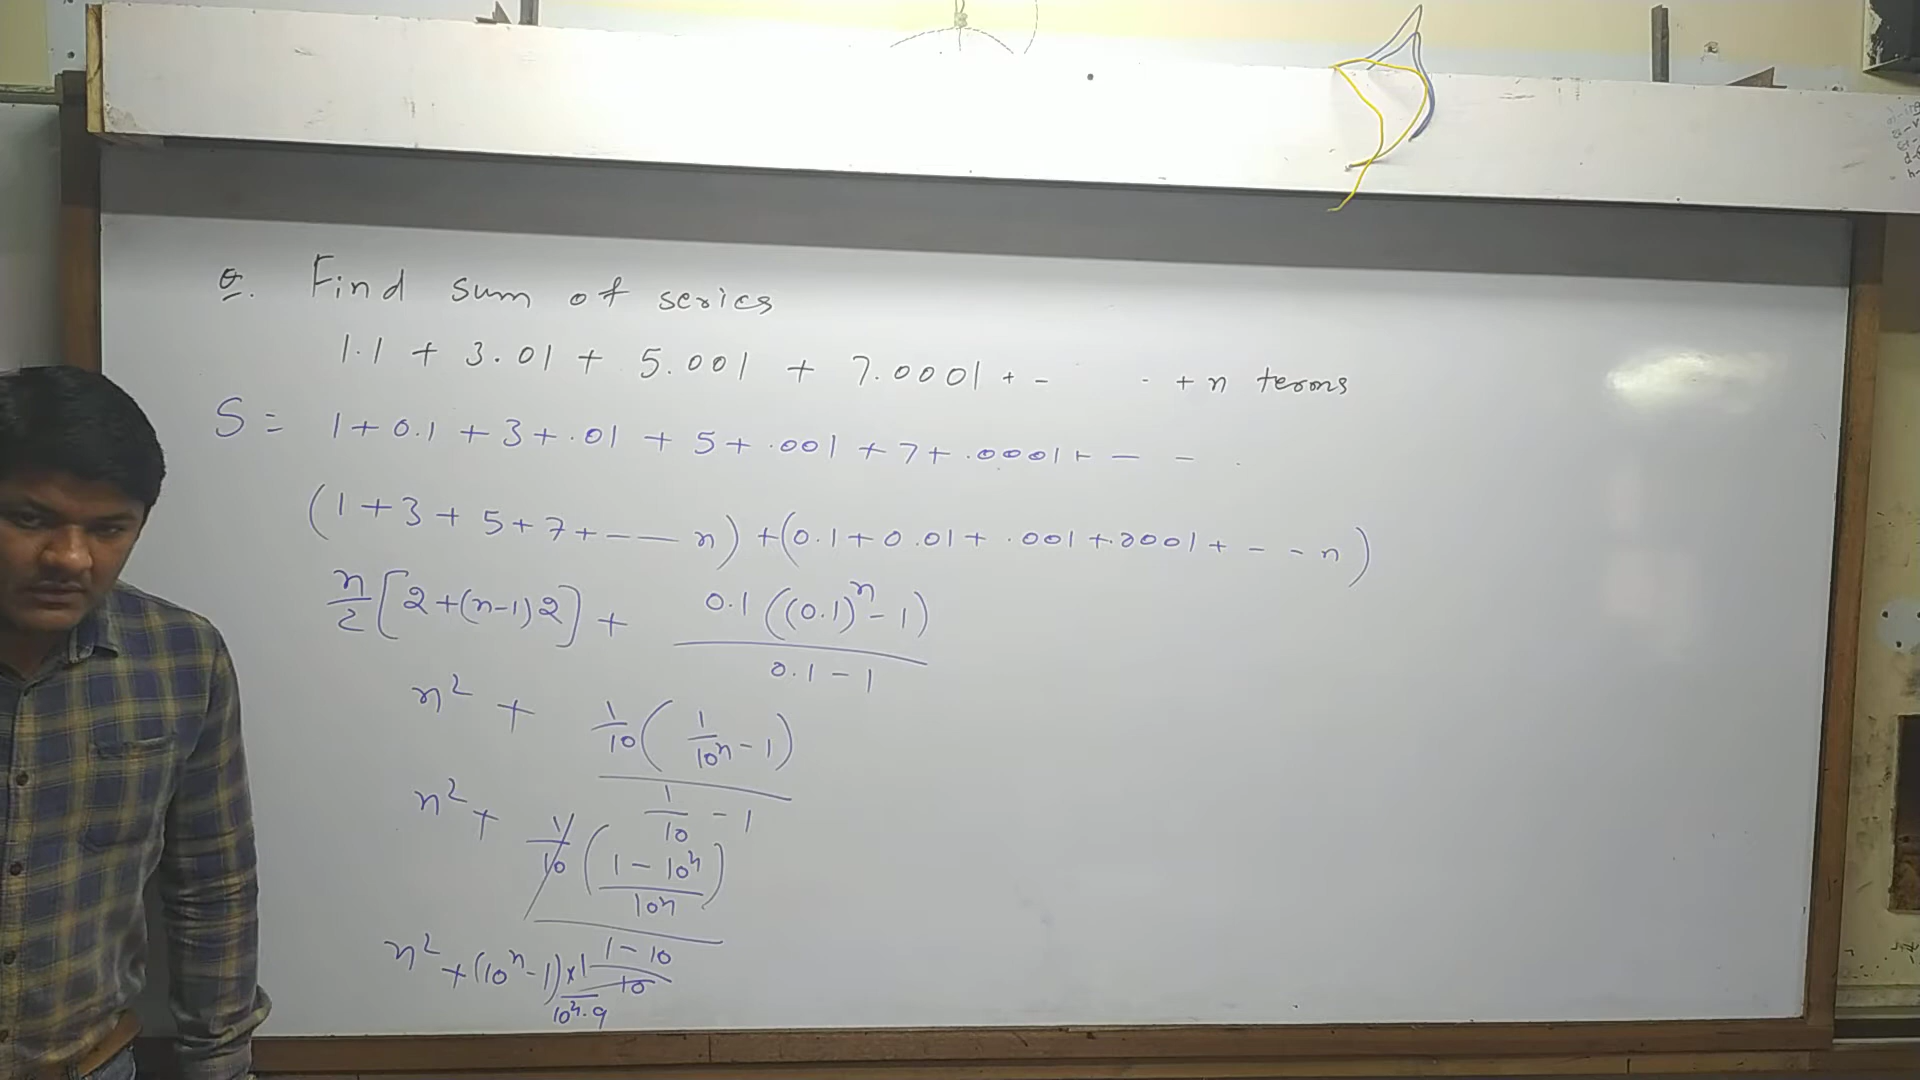 Q. Find sum of series
1.1 + 3.01 + 5.001 + 7.0001 + - . + n terms
S = 1 + 0.1 + 3 + .01 + 5 + .001 + 7 + .0001 + - - .
(1 + 3 + 5 + 7 + - - - n) + (0.1 + 0.01 + .001 + .0001 + - - n)
n/2 [2 + (n-1)2] + 0.1((0.1)^n - 1) / (0.1 - 1)
n² + 1/10 (1/10^n - 1) / (1/10 - 1)
n² + 1/10 ((1 - 10^n)/10^n) / ((1 - 10)/10)
n² + (10^n - 1) × 1/(10^n . 9)